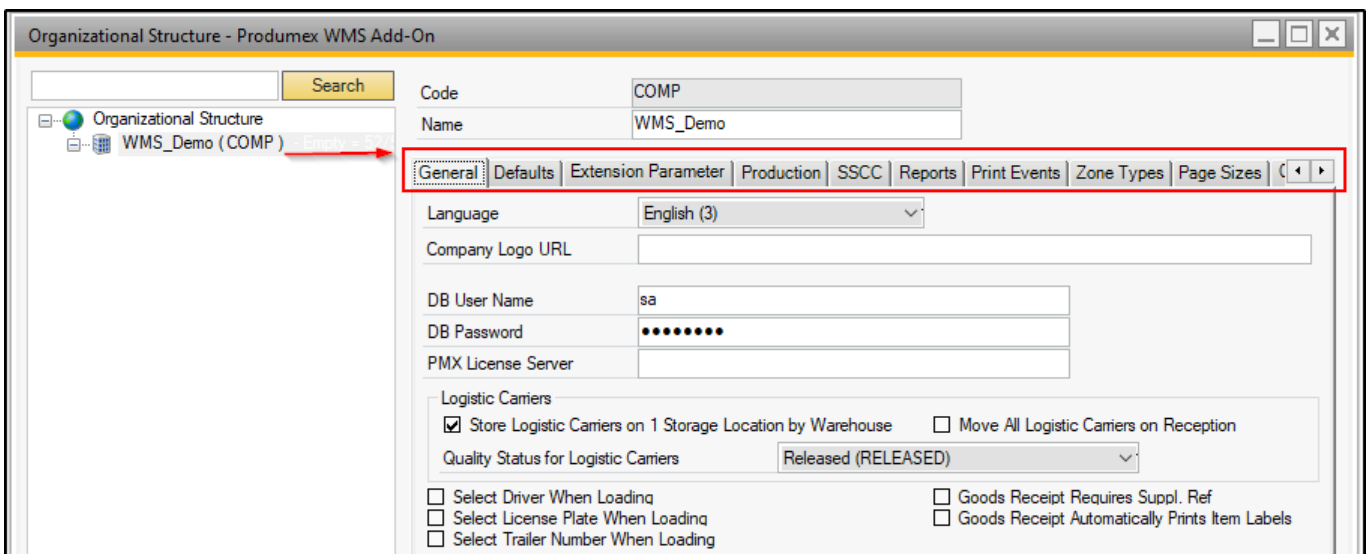 Organizational Structure - Produmex WMS Add-On
Search
Organizational Structure
WMS_Demo ( COMP ) - Empty =
Code COMP
Name WMS_Demo
General Defaults Extension Parameter Production SSCC Reports Print Events Zone Types Page Sizes
Language English (3)
Company Logo URL
DB User Name sa
DB Password ●●●●●●●●
PMX License Server
Logistic Carriers
Store Logistic Carriers on 1 Storage Location by Warehouse Move All Logistic Carriers on Reception
Quality Status for Logistic Carriers Released (RELEASED)
Select Driver When Loading Goods Receipt Requires Suppl. Ref
Select License Plate When Loading Goods Receipt Automatically Prints Item Labels
Select Trailer Number When Loading